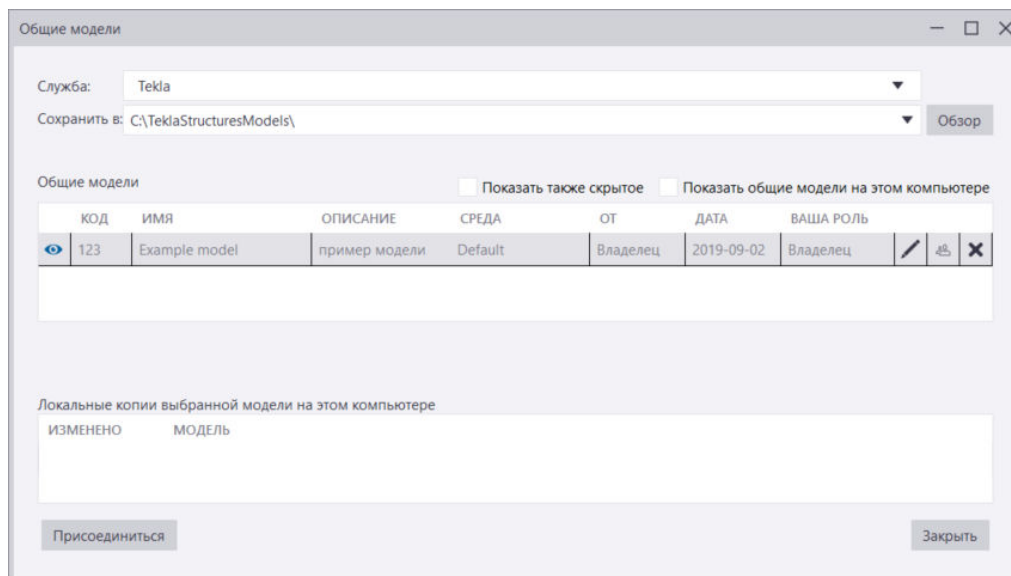 Общие модели
Служба: Tekla
Сохранить в: C:\TeklaStructuresModels\ Обзор
Общие модели Показать также скрытое Показать общие модели на этом компьютере
КОД ИМЯ ОПИСАНИЕ СРЕДА ОТ ДАТА ВАША РОЛЬ
123 Example model пример модели Default Владелец 2019-09-02 Владелец
Локальные копии выбранной модели на этом компьютере
ИЗМЕНЕНО МОДЕЛЬ
Присоединиться Закрыть